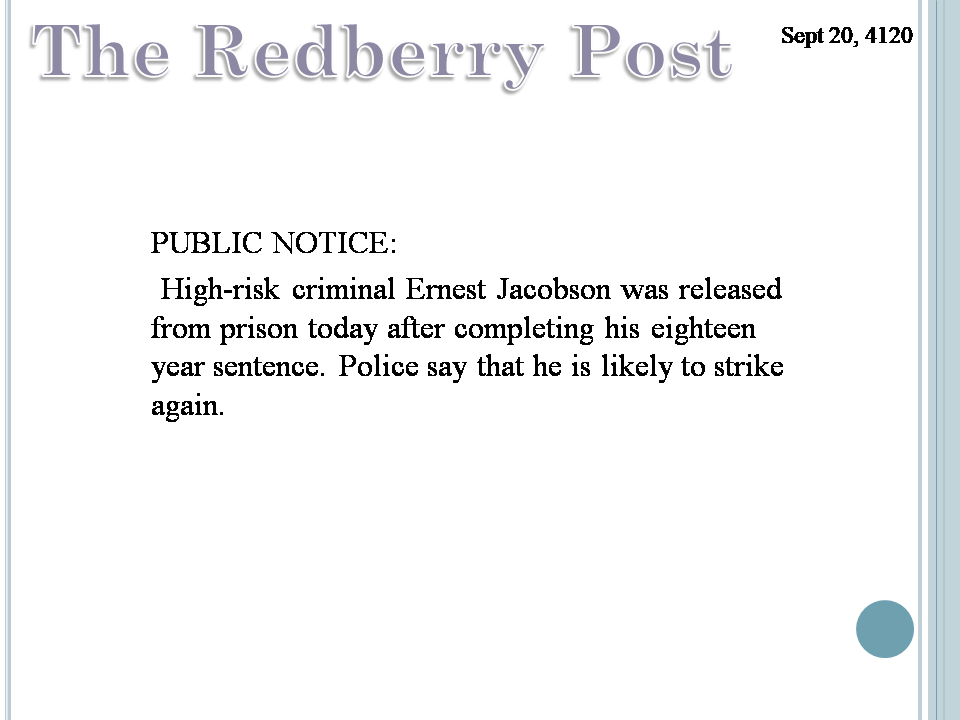 The Redberry Post
Sept 20, 4120
PUBLIC NOTICE:
High-risk criminal Ernest Jacobson was released
from prison today after completing his eighteen
year sentence. Police say that he is likely to strike
again.